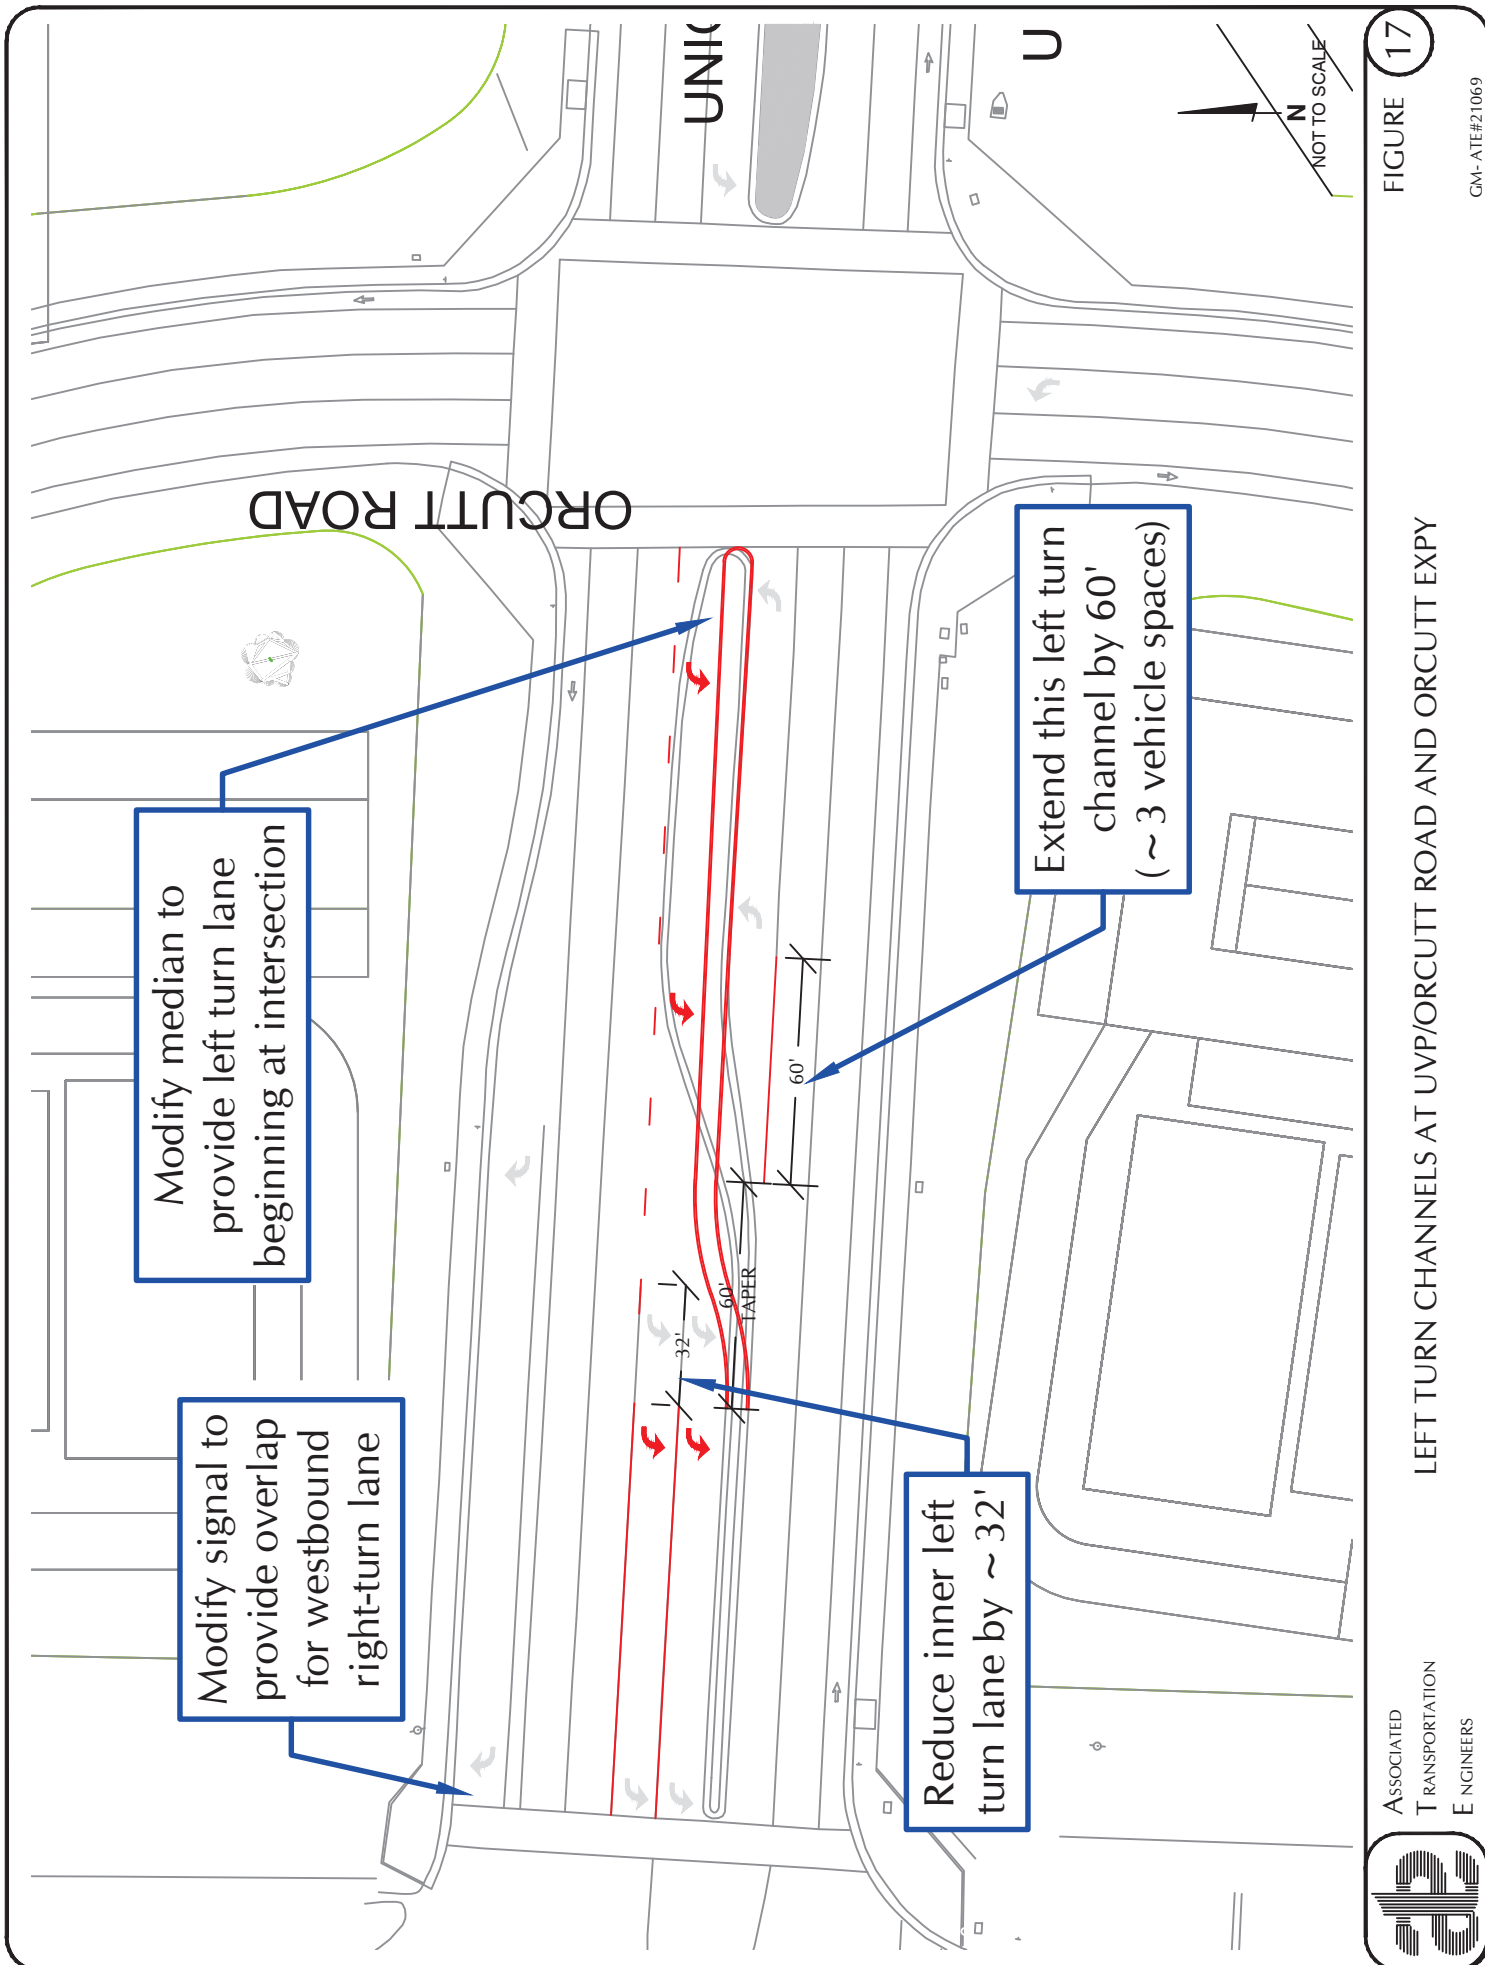 Modify signal to
provide overlap
for westbound
right-turn lane
Modify median to
provide left turn lane
beginning at intersection
ORCUTT ROAD
UNIO
U
32'
60'
TAPER
60'
Reduce inner left
turn lane by ~ 32'
Extend this left turn
channel by 60'
(~ 3 vehicle spaces)
N
NOT TO SCALE
ASSOCIATED
TRANSPORTATION
ENGINEERS
LEFT TURN CHANNELS AT UVP/ORCUTT ROAD AND ORCUTT EXPY
FIGURE 17
GM- ATE#21069